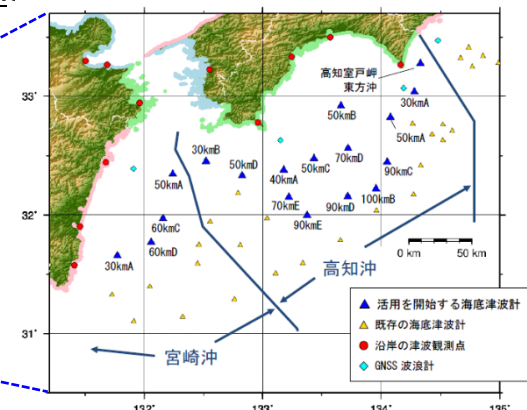 高知室戸岬
東方沖
33°
30kmA
50kmB
50kmA
30kmB
50kmD
50kmC
70kmD
90kmC
50kmA
40kmA
100kmB
32°
60kmC
70kmE
90kmD
90kmE
60kmD
0 km
50 km
30kmA
高知沖
活用を開始する海底津波計
既存の海底津波計
31°
沿岸の津波観測点
宮崎沖
GNSS 波浪計
132°
133°
134°
135°